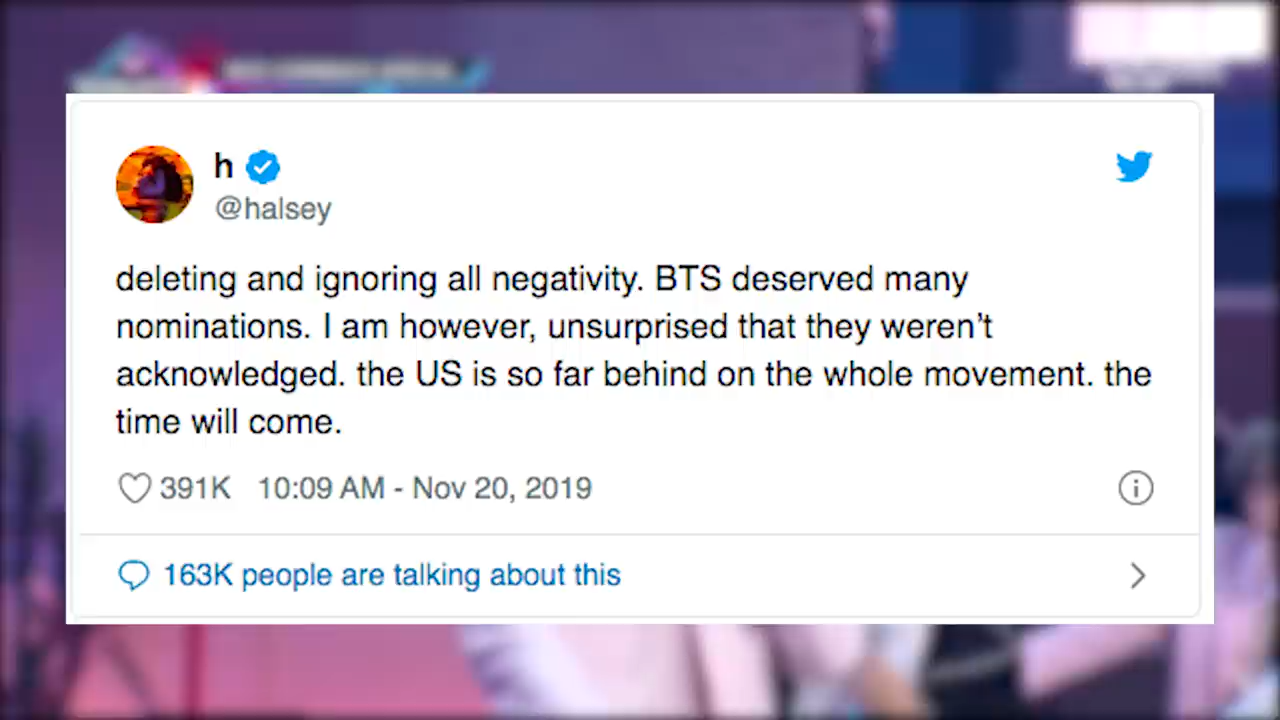 h
@halsey
deleting and ignoring all negativity. BTS deserved many
nominations. I am however, unsurprised that they weren’t
acknowledged. the US is so far behind on the whole movement. the
time will come.
391K 10:09 AM - Nov 20, 2019
163K people are talking about this